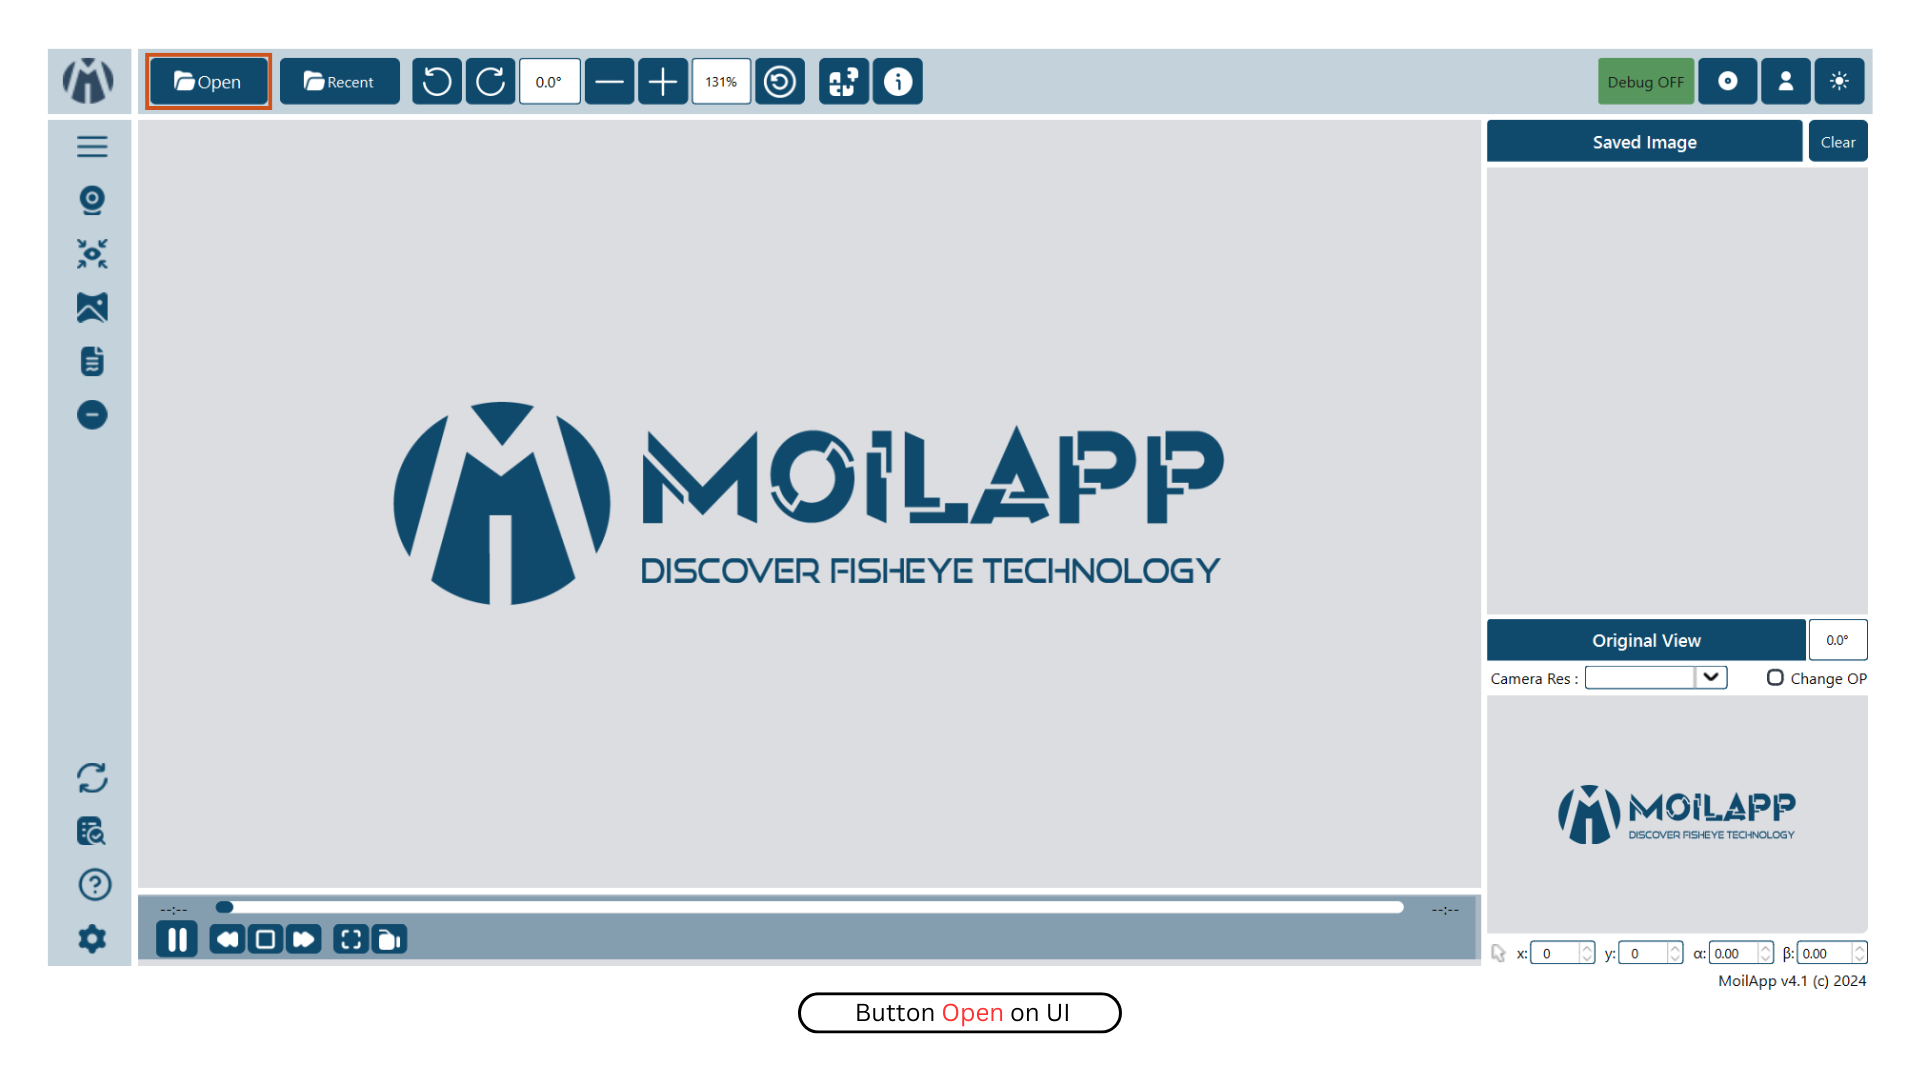 Open
Recent
0.0°
131%
Debug OFF
Saved Image
Clear
MOILAPP
DISCOVER FISHEYE TECHNOLOGY
Original View
0.0°
Camera Res :
Change OP
MOILAPP
DISCOVER FISHEYE TECHNOLOGY
--:--
--:--
x: 0 y: 0 α: 0.00 β: 0.00
MoilApp v4.1 (c) 2024
Button Open on UI